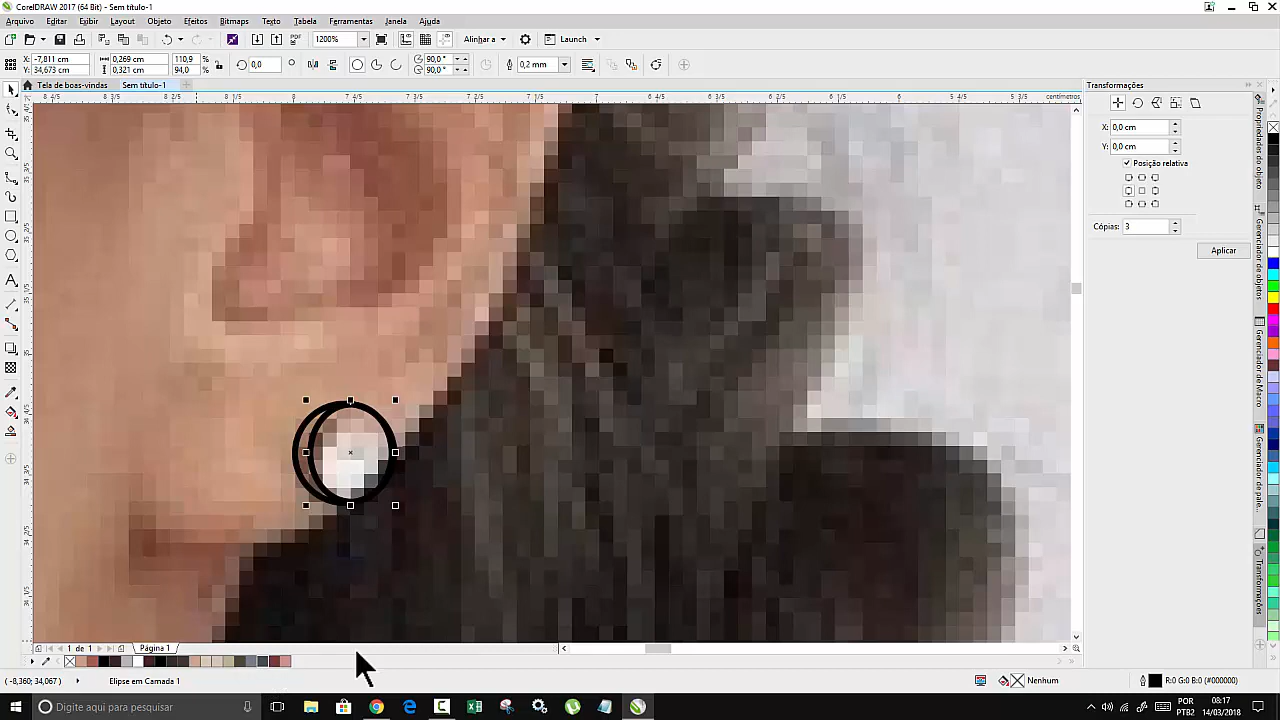 CorelDRAW 2017 (64 Bit) - Sem título-1
Arquivo Editar Exibir Layout Objeto Efeitos Bitmaps Texto Tabela Ferramentas Janela Ajuda
PDF 1200% Alinhar a Launch
X: -7,811 cm 0,269 cm 110,9 % 0,0 ° 90,0 ° 0,2 mm
Y: 34,673 cm 0,321 cm 94,0 % 90,0 °
Tela de boas-vindas Sem título-1
centímetros
Transformações
X: 0,0 cm
Y: 0,0 cm
Posição relativa
Cópias: 3
Aplicar
Propriedades do objeto
Gerenciador de objetos
Gerenciador de Macro
Gerenciador de pale...
Transformações
1 de 1 Página 1
( -8,360; 34,067 ) Elipse em Camada 1 Nenhum R:0 G:0 B:0 (#000000)
Digite aqui para pesquisar
POR 08:17
PTB2 14/03/2018